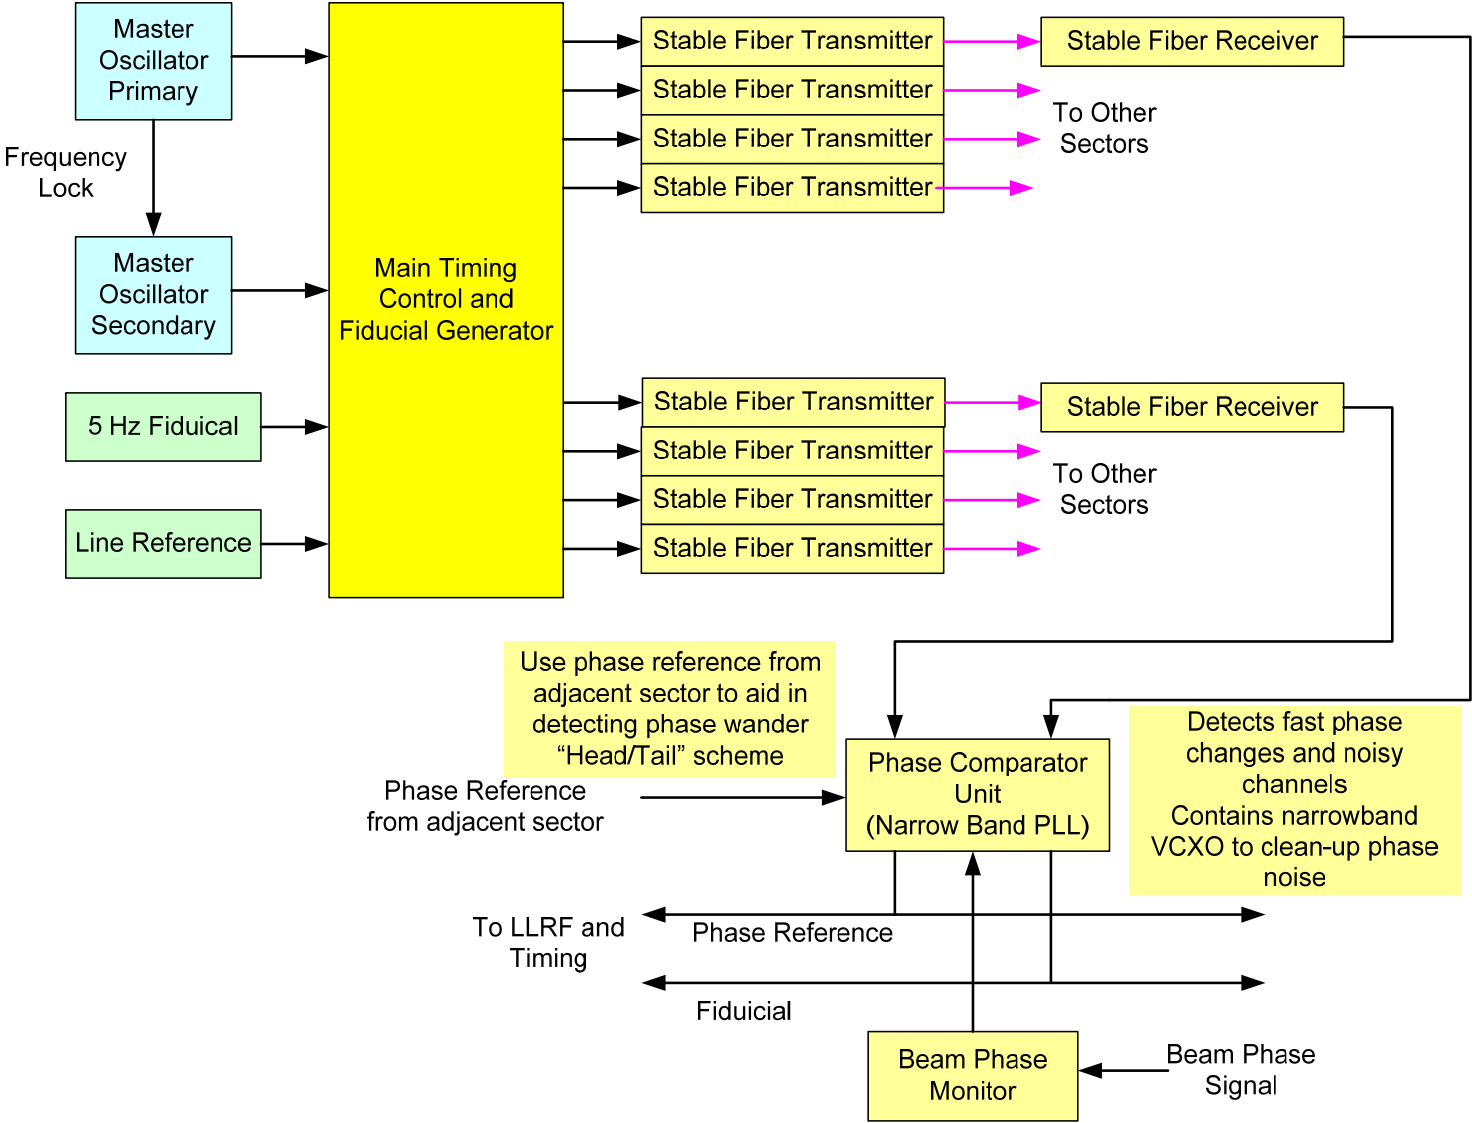 Master
Oscillator
Primary
Frequency
Lock
Master
Oscillator
Secondary
5 Hz Fiduical
Line Reference
Main Timing
Control and
Fiducial Generator
Stable Fiber Transmitter
Stable Fiber Transmitter
Stable Fiber Transmitter
Stable Fiber Transmitter
Stable Fiber Receiver
To Other
Sectors
Stable Fiber Transmitter
Stable Fiber Transmitter
Stable Fiber Transmitter
Stable Fiber Transmitter
Stable Fiber Receiver
To Other
Sectors
Use phase reference from
adjacent sector to aid in
detecting phase wander
“Head/Tail” scheme
Phase Reference
from adjacent sector
Phase Comparator
Unit
(Narrow Band PLL)
Detects fast phase
changes and noisy
channels
Contains narrowband
VCXO to clean-up phase
noise
To LLRF and
Timing
Phase Reference
Fiduicial
Beam Phase
Monitor
Beam Phase
Signal